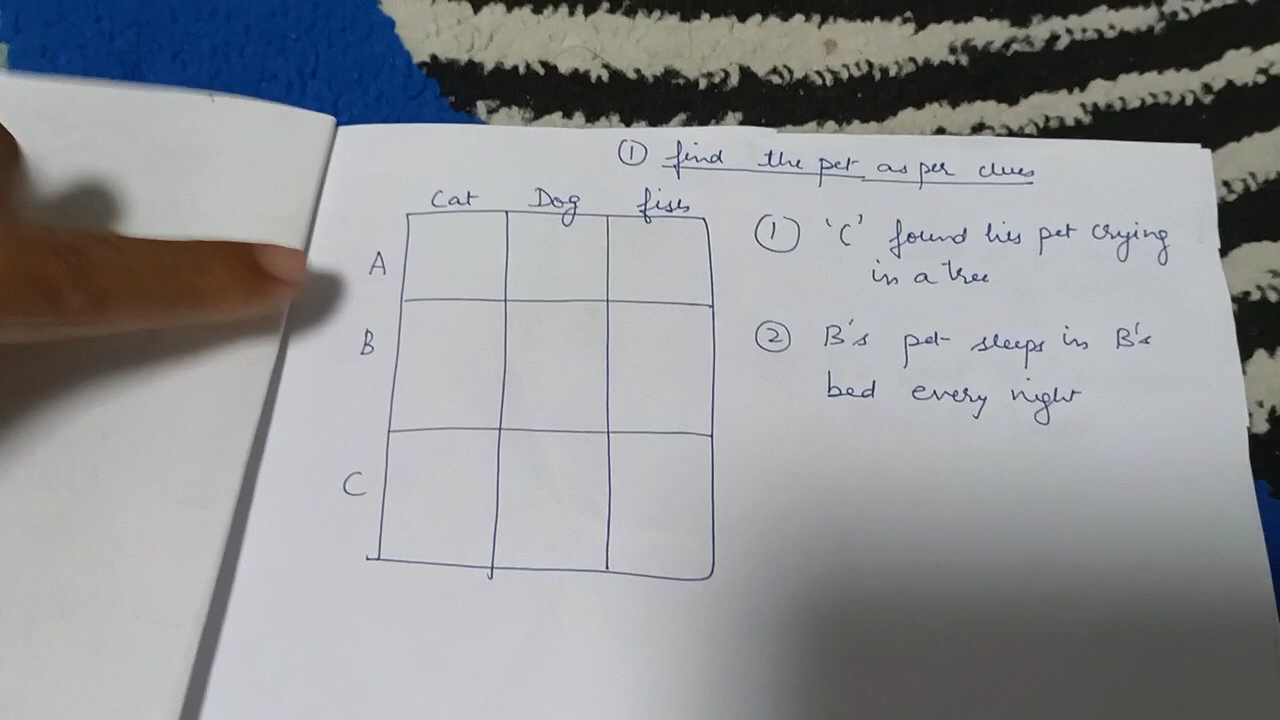 ① find the pet as per clues
Cat Dog fish
A
B
C
① 'C' found his pet crying
in a tree
② B's pet sleeps in B's
bed every night